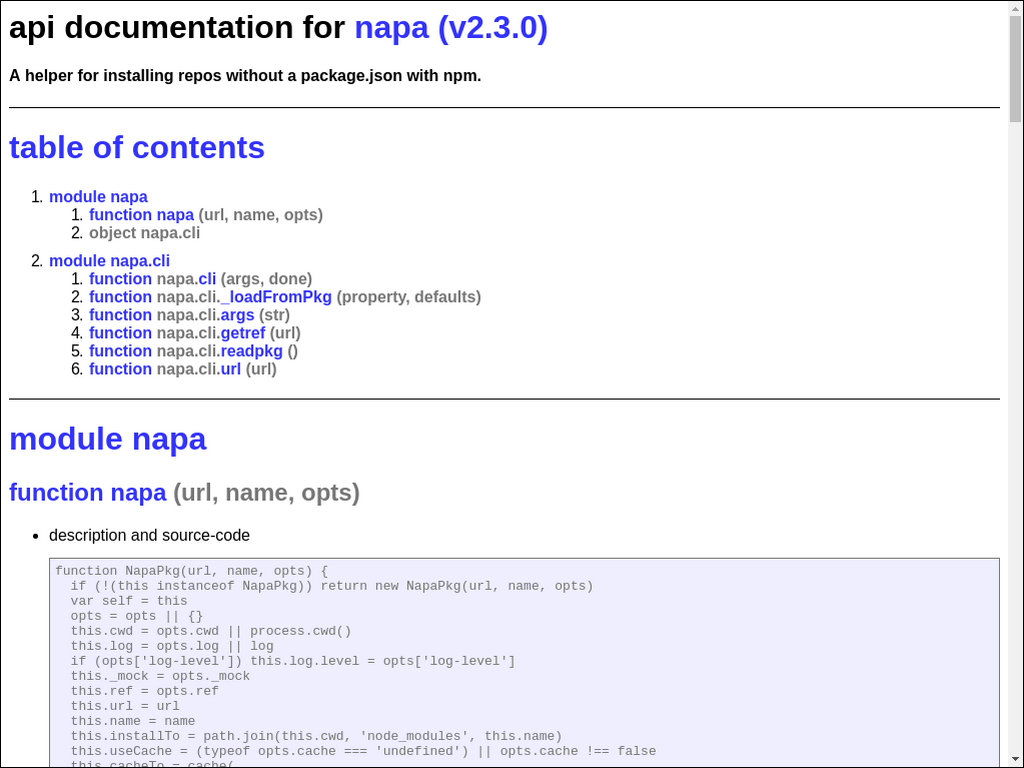 api documentation for napa (v2.3.0)
A helper for installing repos without a package.json with npm.
table of contents
1. module napa
1. function napa (url, name, opts)
2. object napa.cli
2. module napa.cli
1. function napa.cli (args, done)
2. function napa.cli._loadFromPkg (property, defaults)
3. function napa.cli.args (str)
4. function napa.cli.getref (url)
5. function napa.cli.readpkg ()
6. function napa.cli.url (url)
module napa
function napa (url, name, opts)
• description and source-code
function NapaPkg(url, name, opts) {
  if (!(this instanceof NapaPkg)) return new NapaPkg(url, name, opts)
  var self = this
  opts = opts || {}
  this.cwd = opts.cwd || process.cwd()
  this.log = opts.log || log
  if (opts['log-level']) this.log.level = opts['log-level']
  this._mock = opts._mock
  this.ref = opts.ref
  this.url = url
  this.name = name
  this.installTo = path.join(this.cwd, 'node_modules', this.name)
  this.useCache = (typeof opts.cache === 'undefined') || opts.cache !== false
  this.cacheTo = cache(